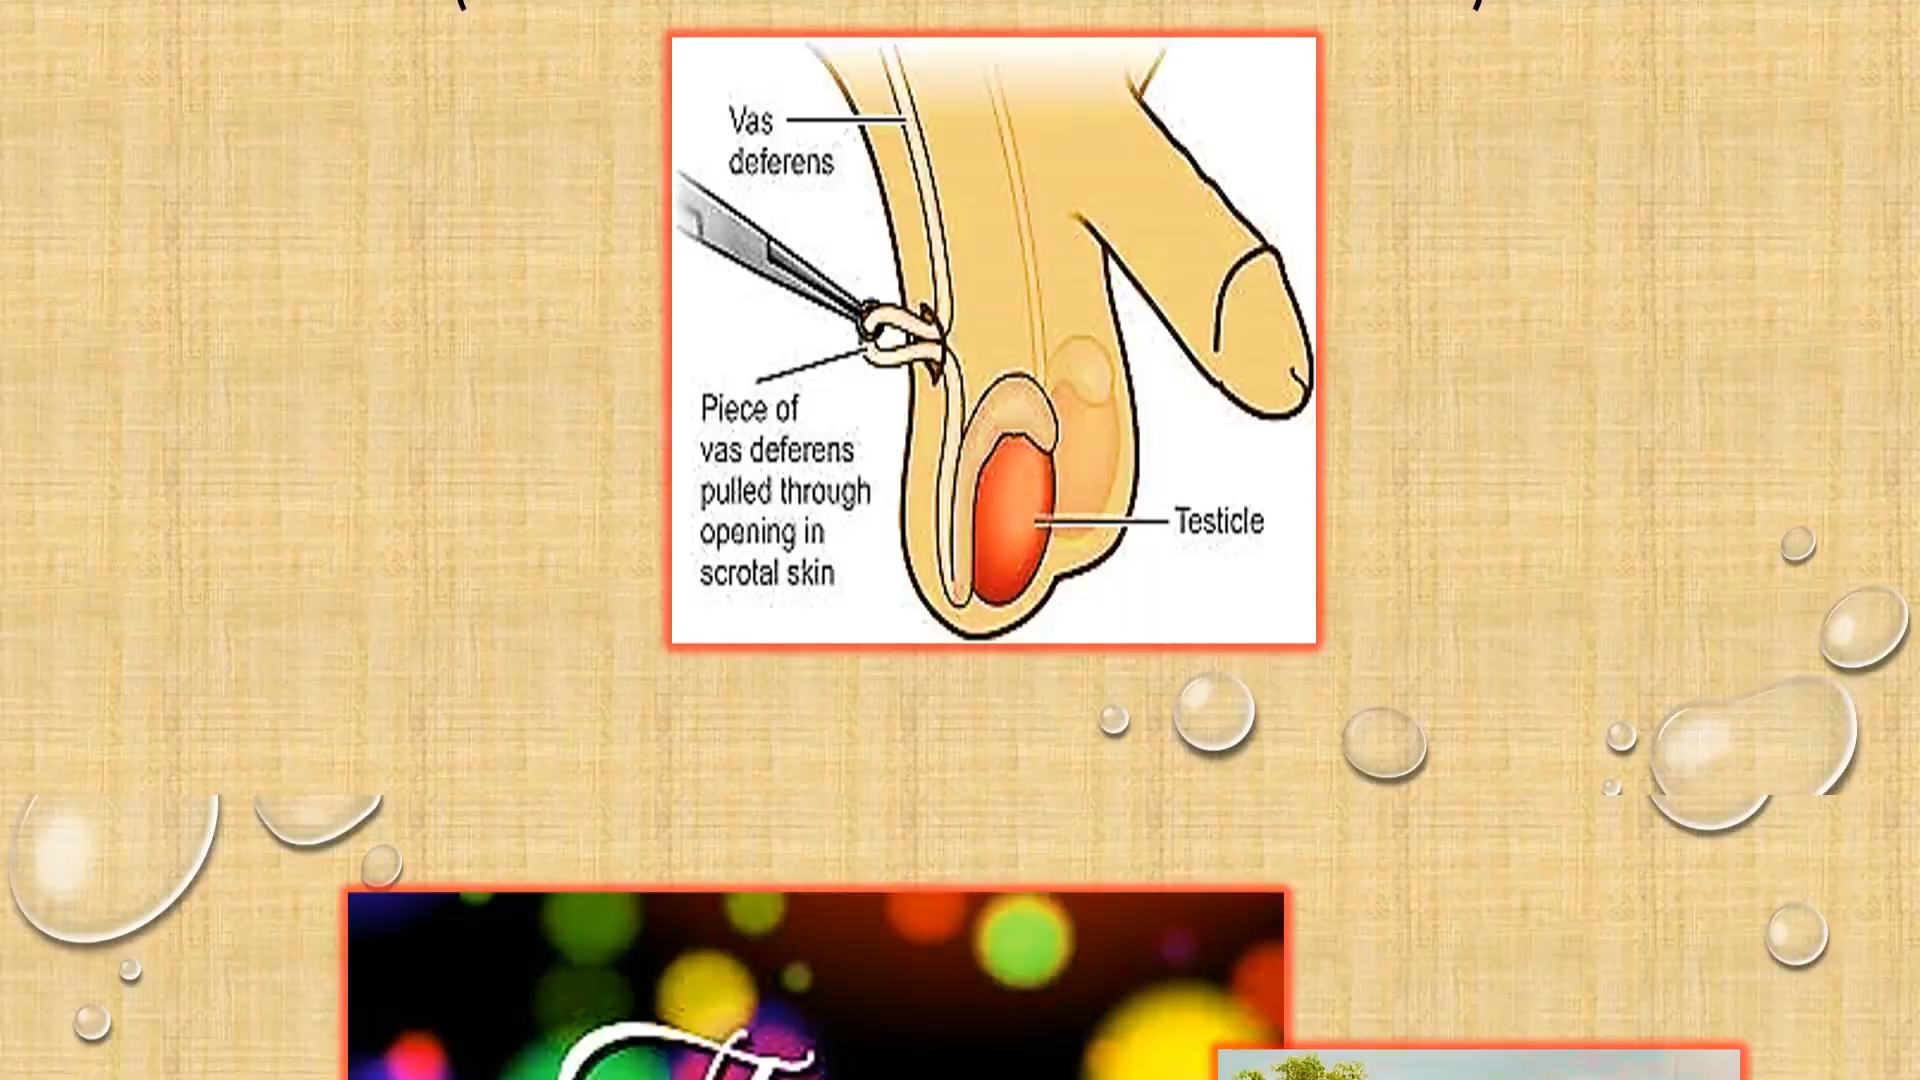 Vas
deferens
Piece of
vas deferens
pulled through
opening in
scrotal skin
Testicle